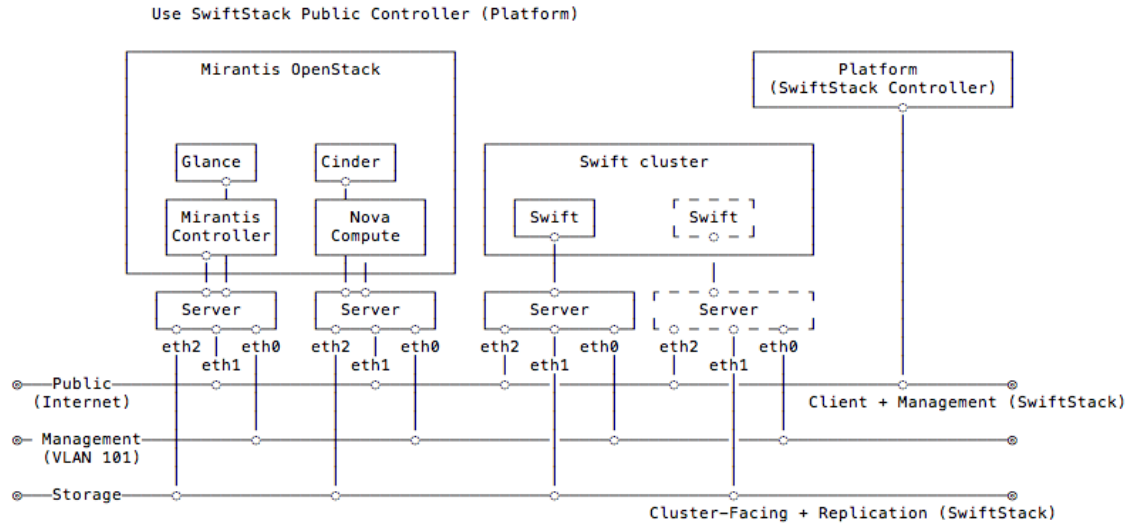 Use SwiftStack Public Controller (Platform)
Mirantis OpenStack
Platform
(SwiftStack Controller)
Glance
Cinder
Swift cluster
Mirantis
Controller
Nova
Compute
Swift
Swift
Server
Server
Server
Server
eth2
eth0
eth2
eth0
eth2
eth0
eth2
eth0
eth1
eth1
eth1
eth1
Public
(Internet)
Client + Management (SwiftStack)
Management
(VLAN 101)
Storage
Cluster-Facing + Replication (SwiftStack)